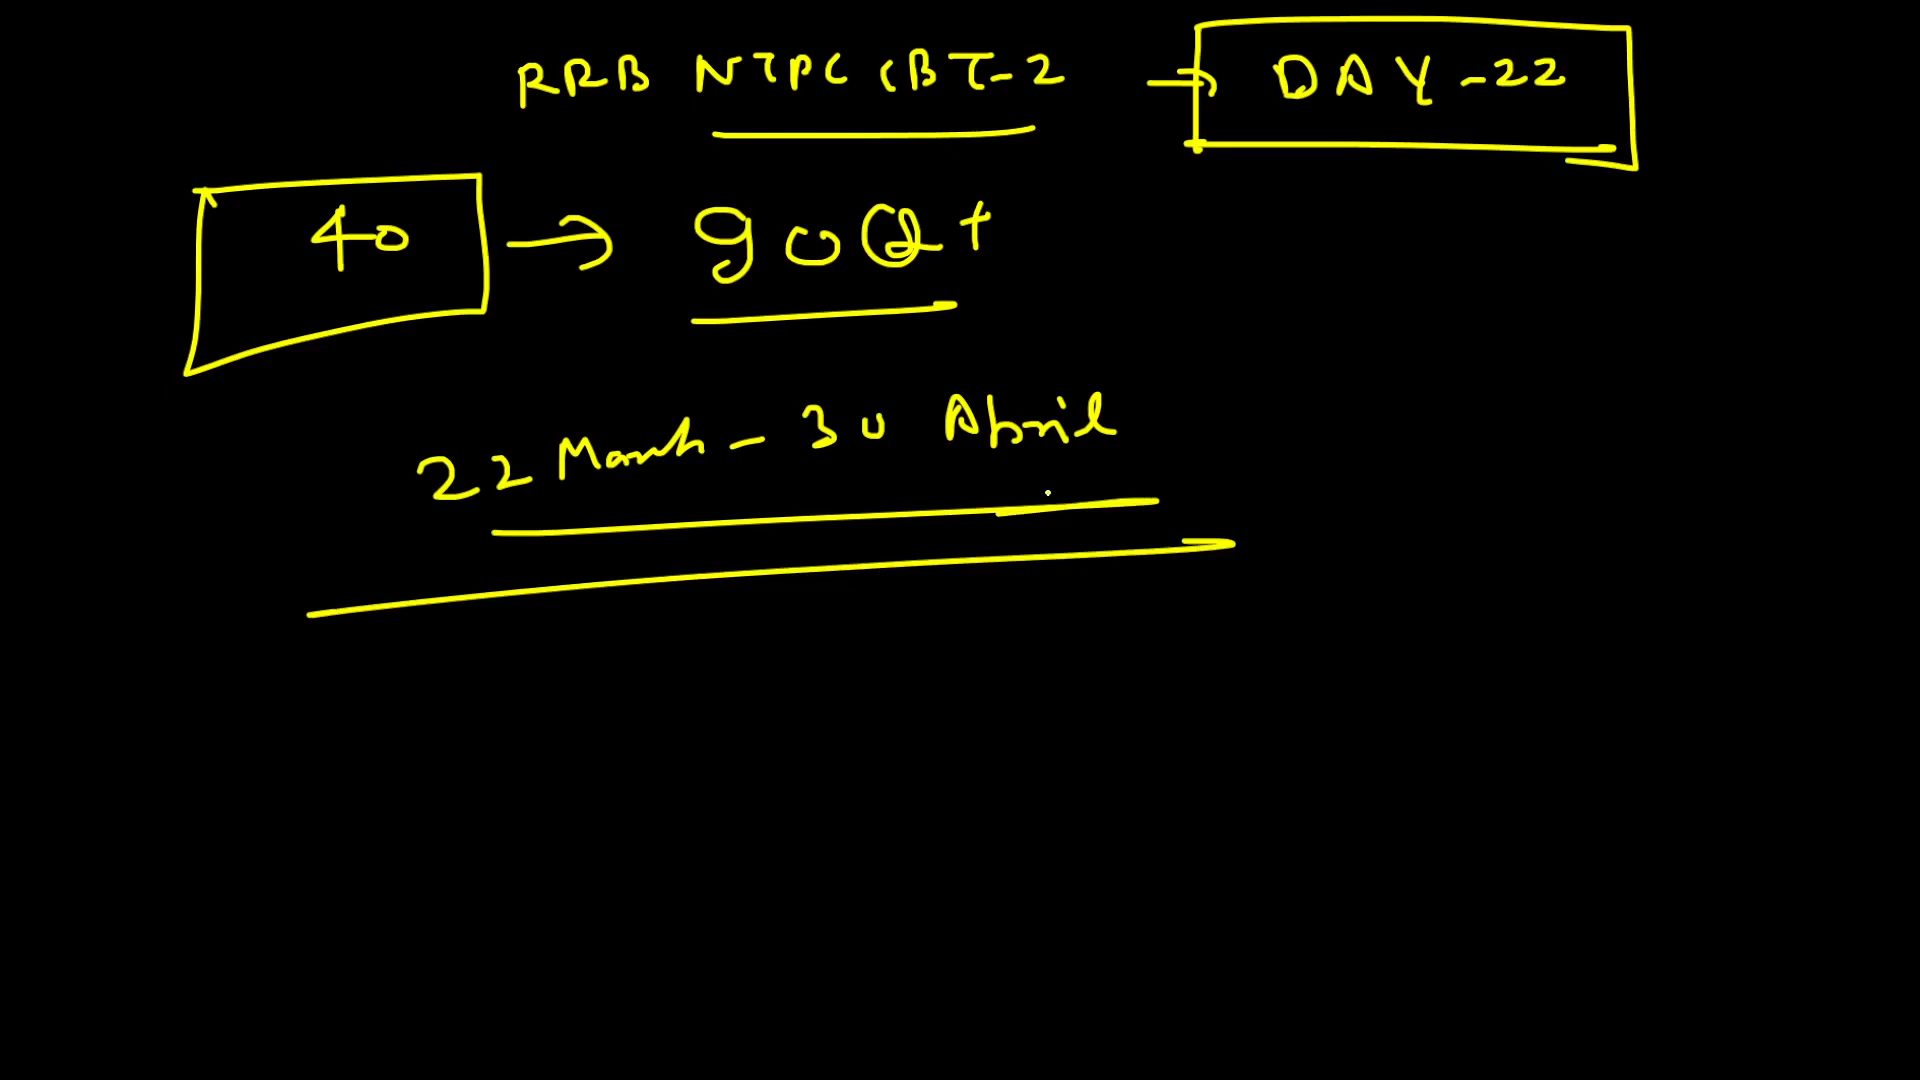 RRB NTPC CBT-2 → DAY-22
40 → 90Q+
22 March - 30 April